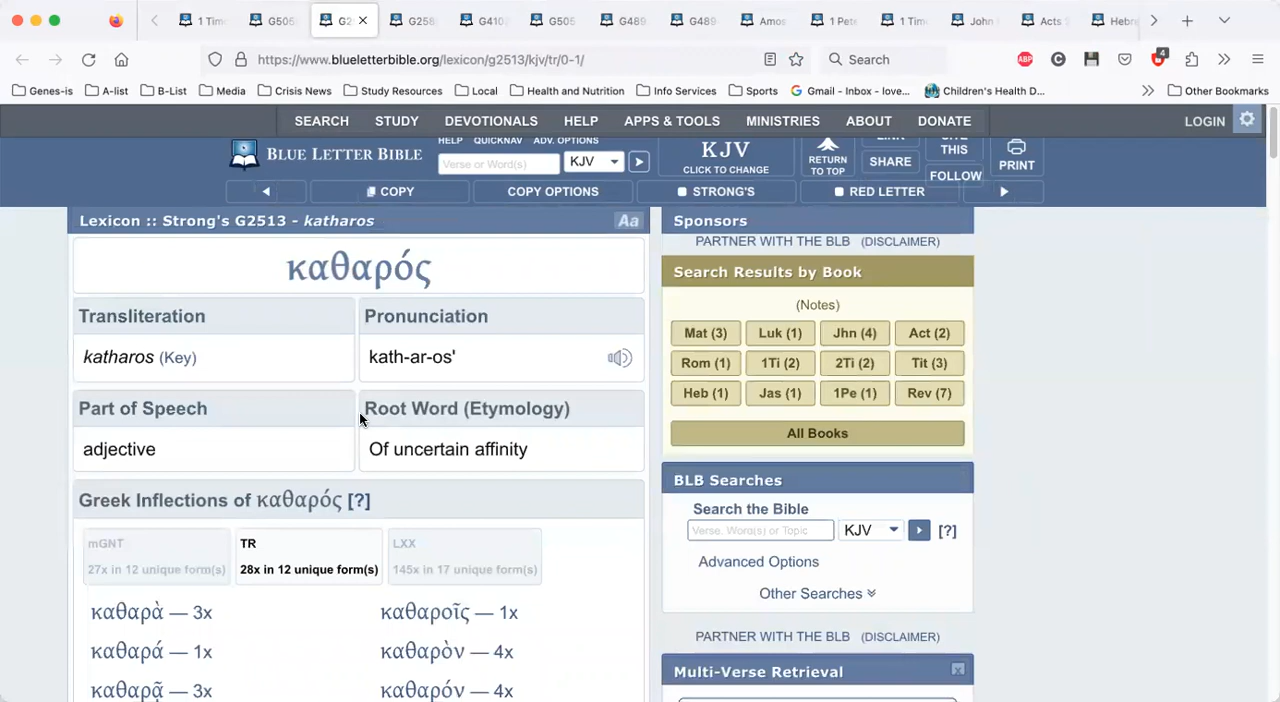 1 Tim
G505
G2
G258
G410
G505
G489
G489
Amos
1 Pete
1 Tim
John
Acts
Hebre
https://www.blueletterbible.org/lexicon/g2513/kjv/tr/0-1/
Search
ABP
4
Genes-is
A-list
B-List
Media
Crisis News
Study Resources
Local
Health and Nutrition
Info Services
Sports
Gmail - Inbox - love...
Children's Health D...
Other Bookmarks
SEARCH STUDY DEVOTIONALS HELP APPS & TOOLS MINISTRIES ABOUT DONATE LOGIN
BLUE LETTER BIBLE
HELP QUICKNAV ADV. OPTIONS
Verse or Word(s) KJV
KJV
CLICK TO CHANGE
RETURN
TO TOP
LINK
SHARE
CITE
THIS
FOLLOW
PRINT
COPY COPY OPTIONS STRONG'S RED LETTER
Lexicon :: Strong's G2513 - katharos Aa
καθαρός
Transliteration
katharos (Key)
Pronunciation
kath-ar-os'
Part of Speech
adjective
Root Word (Etymology)
Of uncertain affinity
Greek Inflections of καθαρός [?]
mGNT
27x in 12 unique form(s)
TR
28x in 12 unique form(s)
LXX
145x in 17 unique form(s)
καθαρὰ — 3x
καθαροῖς — 1x
καθαρά — 1x
καθαρὸν — 4x
καθαρᾷ — 3x
καθαρόν — 4x
Sponsors
PARTNER WITH THE BLB (DISCLAIMER)
Search Results by Book
(Notes)
Mat (3) Luk (1) Jhn (4) Act (2)
Rom (1) 1Ti (2) 2Ti (2) Tit (3)
Heb (1) Jas (1) 1Pe (1) Rev (7)
All Books
BLB Searches
Search the Bible
Verse, Word(s) or Topic KJV [?]
Advanced Options
Other Searches
PARTNER WITH THE BLB (DISCLAIMER)
Multi-Verse Retrieval
x